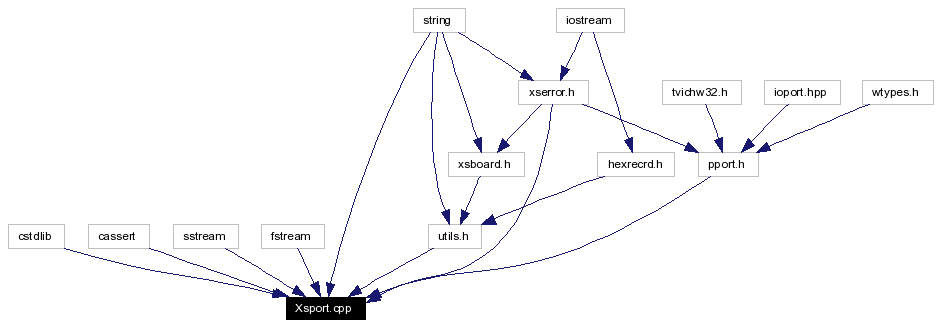 string
iostream
xserror.h
tvichw32.h
ioport.hpp
wtypes.h
xsboard.h
hexrecrd.h
pport.h
cstdlib
cassert
sstream
fstream
utils.h
Xsport.cpp